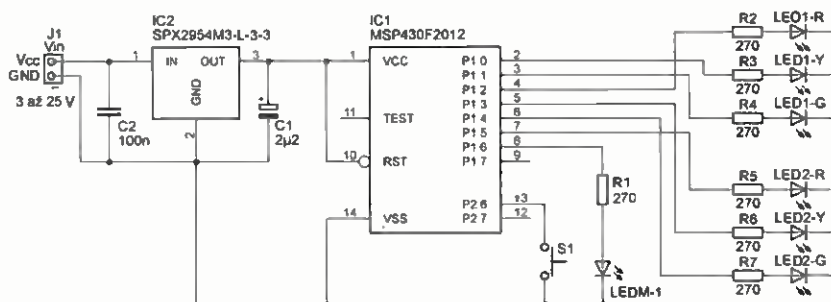 J1
Vin
Vcc
GND
1
3 až 25 V
C2
100n
IC2
SPX2954M3-L-3-3
1
IN
OUT
3
GND
2
C1
2µ2
IC1
MSP430F2012
1
VCC
11
TEST
10
RST
14
VSS
P1 0
2
P1 1
3
P1 2
4
P1 3
5
P1 4
6
P1 5
7
P1 6
8
P1 7
9
P2 6
13
P2 7
12
R1
270
LEDM-1
S1
R2
270
LED1-R
R3
270
LED1-Y
R4
270
LED1-G
R5
270
LED2-R
R6
270
LED2-Y
R7
270
LED2-G